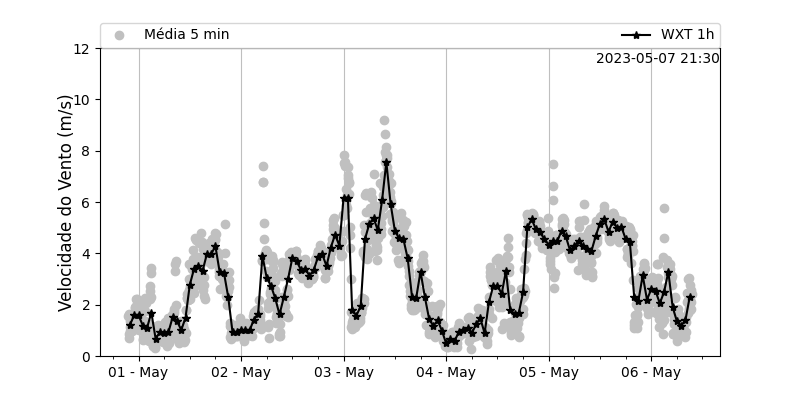 Média 5 min
WXT 1h
2023-05-07 21:30
Velocidade do Vento (m/s)
12
10
8
6
4
2
0
01 - May
02 - May
03 - May
04 - May
05 - May
06 - May